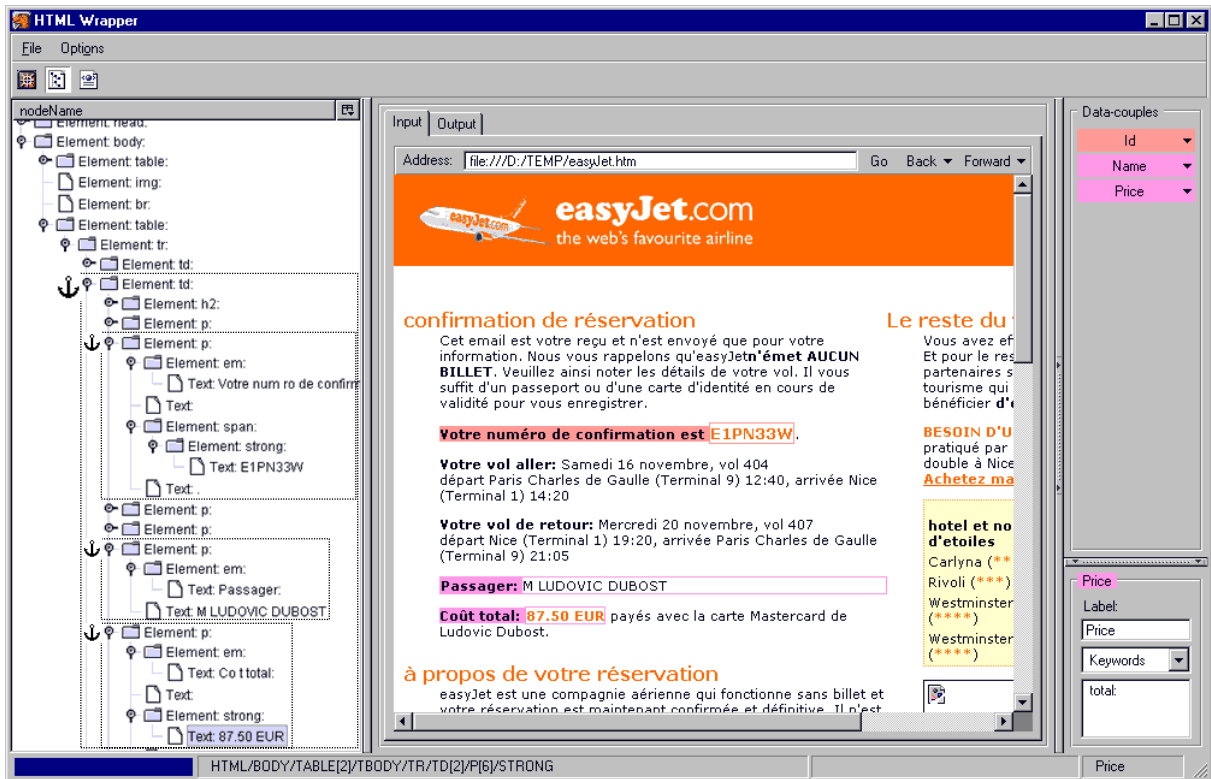 HTML Wrapper
File Options
nodeName
Element: head:
Element: body:
Element: table:
Element: img:
Element: br:
Element: table:
Element: tr:
Element: td:
Element: td:
Element: h2:
Element: p:
Element: p:
Element: em:
Text: Votre num ro de confirm
Text:
Element: span:
Element: strong:
Text: E1PN33W
Text: .
Element: p:
Element: p:
Element: p:
Element: em:
Text: Passager:
Text: M LUDOVIC DUBOST
Element: p:
Element: em:
Text: Co t total:
Text:
Element: strong:
Text: 87.50 EUR
Input Output
Address: file:///D:/TEMP/easyJet.htm Go Back Forward
easyJet.com
easyJet.com
the web's favourite airline
confirmation de réservation
Cet email est votre reçu et n'est envoyé que pour votre
information. Nous vous rappelons qu'easyJetn'émet AUCUN
BILLET. Veuillez ainsi noter les détails de votre vol. Il vous
suffit d'un passeport ou d'une carte d'identité en cours de
validité pour vous enregistrer.
Votre numéro de confirmation est E1PN33W.
Votre vol aller: Samedi 16 novembre, vol 404
départ Paris Charles de Gaulle (Terminal 9) 12:40, arrivée Nice
(Terminal 1) 14:20
Votre vol de retour: Mercredi 20 novembre, vol 407
départ Nice (Terminal 1) 19:20, arrivée Paris Charles de Gaulle
(Terminal 9) 21:05
Passager: M LUDOVIC DUBOST
Coût total: 87.50 EUR payés avec la carte Mastercard de
Ludovic Dubost.
à propos de votre réservation
easyJet est une compagnie aérienne qui fonctionne sans billet et
votre réservation est maintenant confirmée et définitive. Il n'est
Le reste du
Vous avez ef
Et pour le res
partenaires s
tourisme qui
bénéficier d'
BESOIN D'U
pratiqué par
double à Nice
Achetez ma
hotel et no
d'etoiles
Carlyna (**
Rivoli (***)
Westminster
(****)
Westminster
(****)
Data-couples
Id
Name
Price
Price
Label:
Price
Keywords
total:
HTML/BODY/TABLE[2]/TBODY/TR/TD[2]/P[6]/STRONG
Price